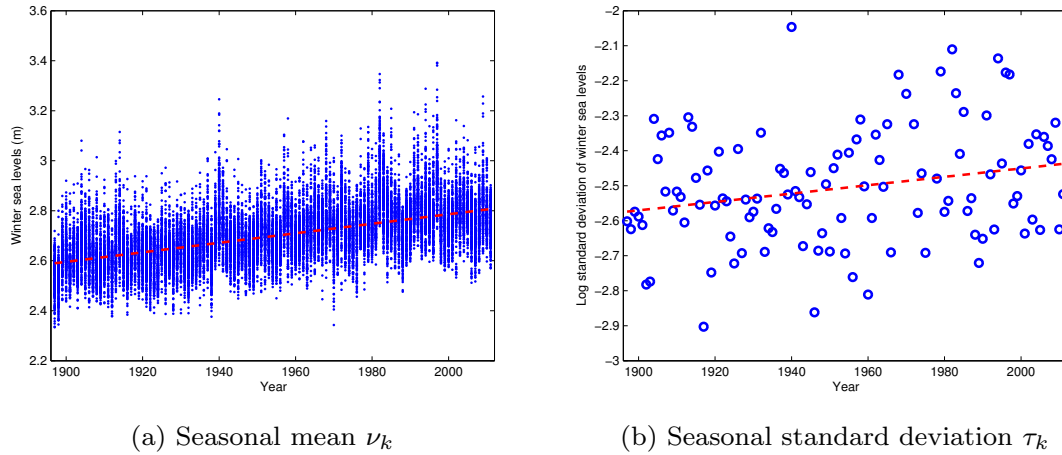 3.6
3.4
3.2
3
2.8
2.6
2.4
2.2
Winter sea levels (m)
1900 1920 1940 1960 1980 2000
Year
(a) Seasonal mean νk
-2
-2.1
-2.2
-2.3
-2.4
-2.5
-2.6
-2.7
-2.8
-2.9
-3
Log standard deviation of winter sea levels
1900 1920 1940 1960 1980 2000
Year
(b) Seasonal standard deviation τk